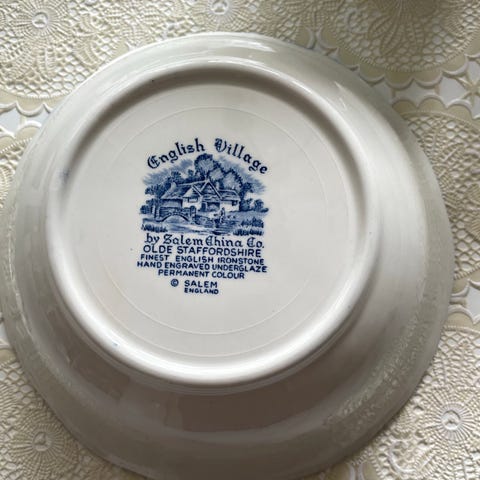 English Village
by Salem China Co.
OLDE STAFFORDSHIRE
FINEST ENGLISH IRONSTONE
HAND ENGRAVED UNDERGLAZE
PERMANENT COLOUR
© SALEM
ENGLAND